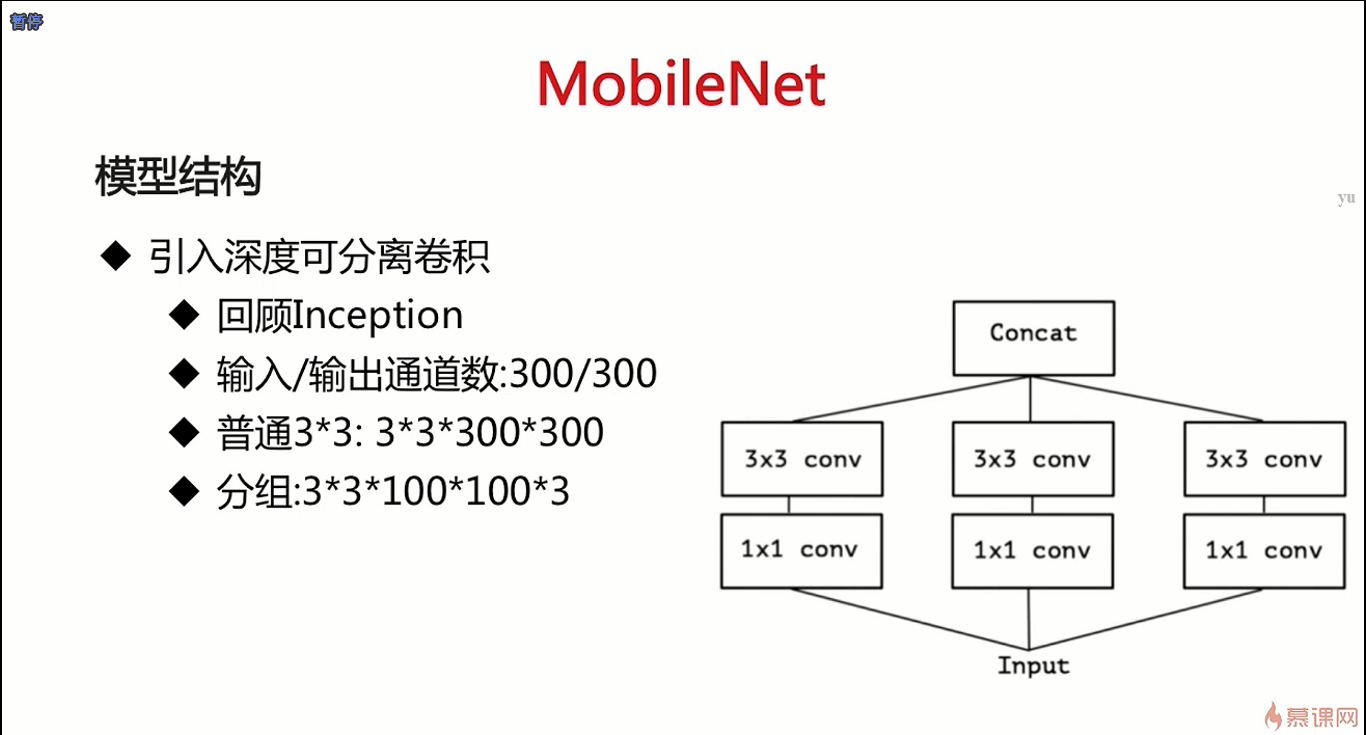 暂停
MobileNet
模型结构
yu
引入深度可分离卷积
回顾Inception
输入/输出通道数:300/300
普通3*3: 3*3*300*300
分组:3*3*100*100*3
Concat
3x3 conv 3x3 conv 3x3 conv
1x1 conv 1x1 conv 1x1 conv
Input
慕课网